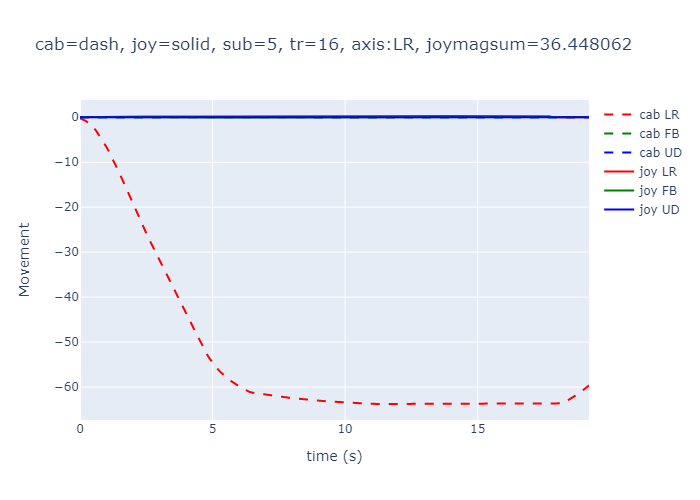 cab=dash, joy=solid, sub=5, tr=16, axis:LR, joymagsum=36.448062
cab LR
cab FB
cab UD
joy LR
joy FB
joy UD
0
−10
−20
−30
−40
−50
−60
Movement
0
5
10
15
time (s)